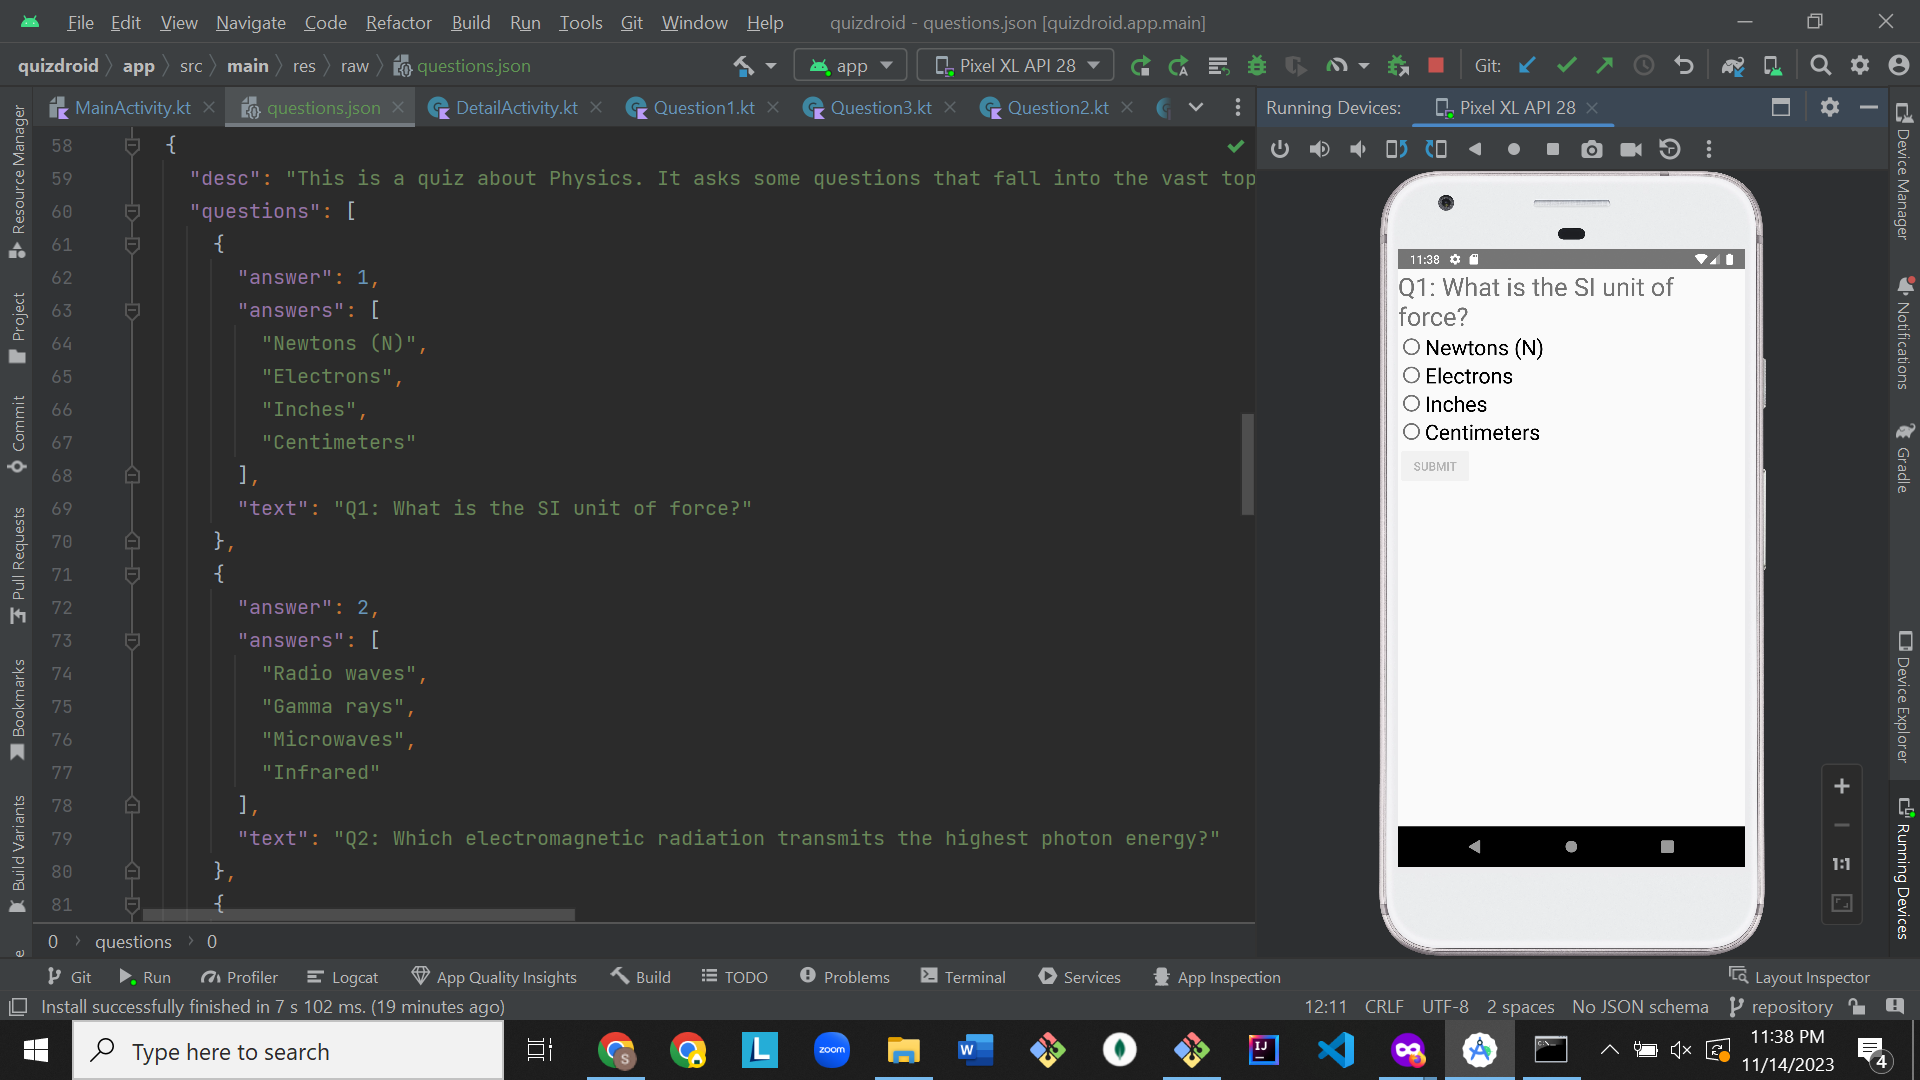 File Edit View Navigate Code Refactor Build Run Tools Git Window Help quizdroid - questions.json [quizdroid.app.main]
quizdroid app src main res raw questions.json app Pixel XL API 28 Git:
MainActivity.kt questions.json DetailActivity.kt Question1.kt Question3.kt Question2.kt
Running Devices: Pixel XL API 28
58 {
59 "desc": "This is a quiz about Physics. It asks some questions that fall into the vast top
60 "questions": [
61 {
62 "answer": 1,
63 "answers": [
64 "Newtons (N)",
65 "Electrons",
66 "Inches",
67 "Centimeters"
68 ],
69 "text": "Q1: What is the SI unit of force?"
70 },
71 {
72 "answer": 2,
73 "answers": [
74 "Radio waves",
75 "Gamma rays",
76 "Microwaves",
77 "Infrared"
78 ],
79 "text": "Q2: Which electromagnetic radiation transmits the highest photon energy?"
80 },
81 {
0 questions 0
Resource Manager
Project
Commit
Pull Requests
Bookmarks
Build Variants
e
11:38
Q1: What is the SI unit of
force?
Newtons (N)
Electrons
Inches
Centimeters
SUBMIT
1:1
Device Manager
Notifications
Gradle
Device Explorer
Running Devices
Git Run Profiler Logcat App Quality Insights Build TODO Problems Terminal Services App Inspection Layout Inspector
Install successfully finished in 7 s 102 ms. (19 minutes ago) 12:11 CRLF UTF-8 2 spaces No JSON schema repository
Type here to search
S
L
zoom
W
IJ
11:38 PM
11/14/2023
4